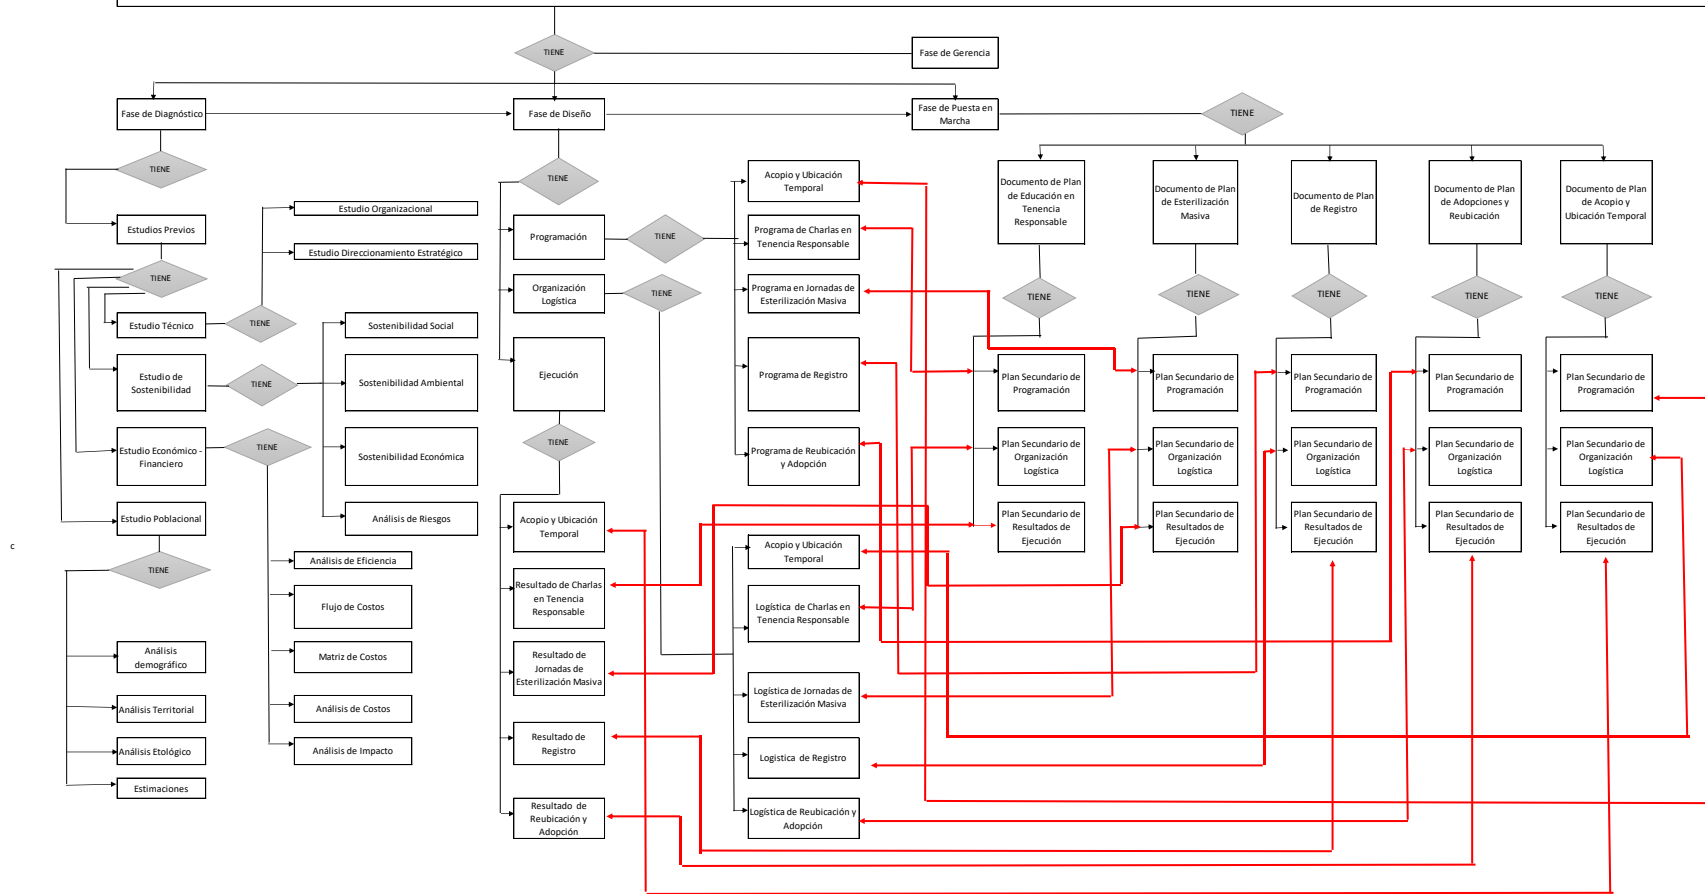 TIENE
Fase de Gerencia
Fase de Diagnóstico
Fase de Diseño
Fase de Puesta en
Marcha
TIENE
TIENE
TIENE
Acopio y Ubicación
Temporal
Documento de Plan
de Educación en
Tenencia
Responsable
Documento de Plan
de Esterilización
Masiva
Documento de Plan
de Registro
Documento de Plan
de Adopciones y
Reubicación
Documento de Plan
de Acopio y
Ubicación Temporal
Estudio Organizacional
Estudios Previos
Programación
TIENE
Programa de Charlas en
Tenencia Responsable
Estudio Direccionamiento Estratégico
TIENE
Organización
Logística
TIENE
Programa en Jornadas de
Esterilización Masiva
TIENE
TIENE
TIENE
TIENE
TIENE
Estudio Técnico
TIENE
Sostenibilidad Social
Estudio de
Sostenibilidad
TIENE
Sostenibilidad Ambiental
Ejecución
Programa de Registro
Plan Secundario de
Programación
Plan Secundario de
Programación
Plan Secundario de
Programación
Plan Secundario de
Programación
Plan Secundario de
Programación
Estudio Económico -
Financiero
TIENE
Sostenibilidad Económica
TIENE
Programa de Reubicación
y Adopción
Plan Secundario de
Organización
Logística
Plan Secundario de
Organización
Logística
Plan Secundario de
Organización
Logística
Plan Secundario de
Organización
Logística
Plan Secundario de
Organización
Logística
Estudio Poblacional
Análisis de Riesgos
Acopio y Ubicación
Temporal
Plan Secundario de
Resultados de
Ejecución
Plan Secundario de
Resultados de
Ejecución
Plan Secundario de
Resultados de
Ejecución
Plan Secundario de
Resultados de
Ejecución
Plan Secundario de
Resultados de
Ejecución
c
Acopio y Ubicación
Temporal
TIENE
Análisis de Eficiencia
Resultado de Charlas
en Tenencia
Responsable
Flujo de Costos
Logística  de Charlas en
Tenencia Responsable
Análisis
demográfico
Matriz de Costos
Resultado de
Jornadas de
Esterilización Masiva
Logística de Jornadas de
Esterilización Masiva
Análisis Territorial
Análisis de Costos
Análisis Etológico
Análisis de Impacto
Resultado de
Registro
Logistica  de Registro
Estimaciones
Resultado  de
Reubicación y
Adopción
Logística de Reubicación y
Adopción